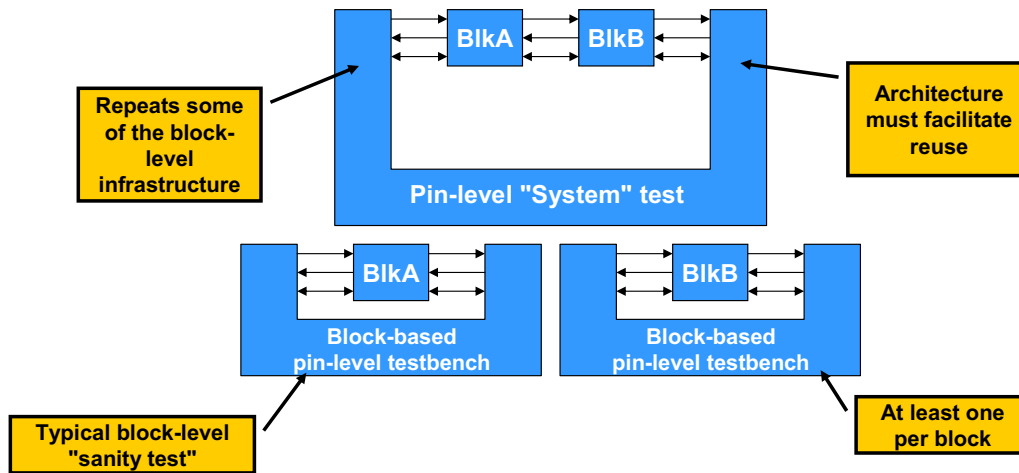 BlkA
BlkB
Repeats some
of the block-
level
infrastructure
Architecture
must facilitate
reuse
Pin-level "System" test
BlkA
BlkB
Block-based
pin-level testbench
Block-based
pin-level testbench
Typical block-level
"sanity test"
At least one
per block